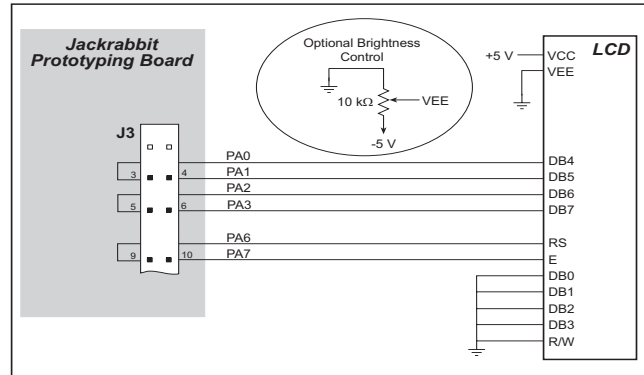 Jackrabbit
Prototyping Board
Optional Brightness
Control
10 kΩ
VEE
-5 V
+5 V
VCC
LCD
VEE
J3
PA0
DB4
3
4
PA1
DB5
PA2
DB6
5
6
PA3
DB7
PA6
RS
9
10
PA7
E
DB0
DB1
DB2
DB3
R/W